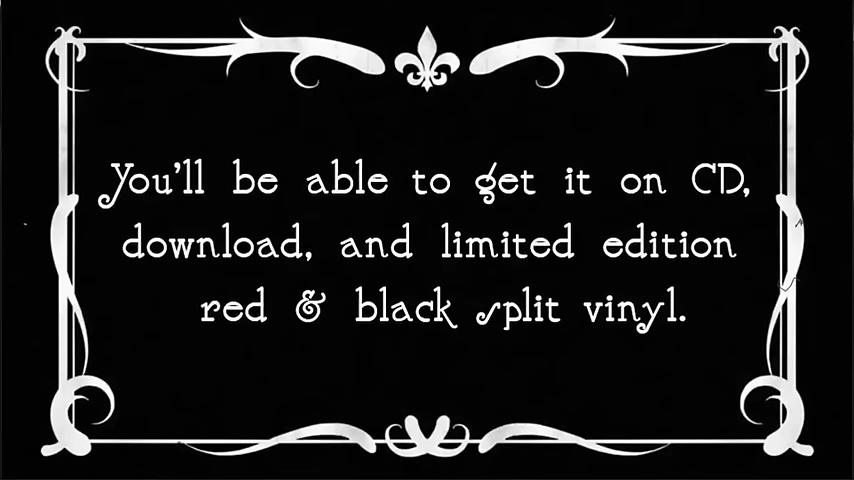 You'll be able to get it on CD,
download, and limited edition
red & black split vinyl.